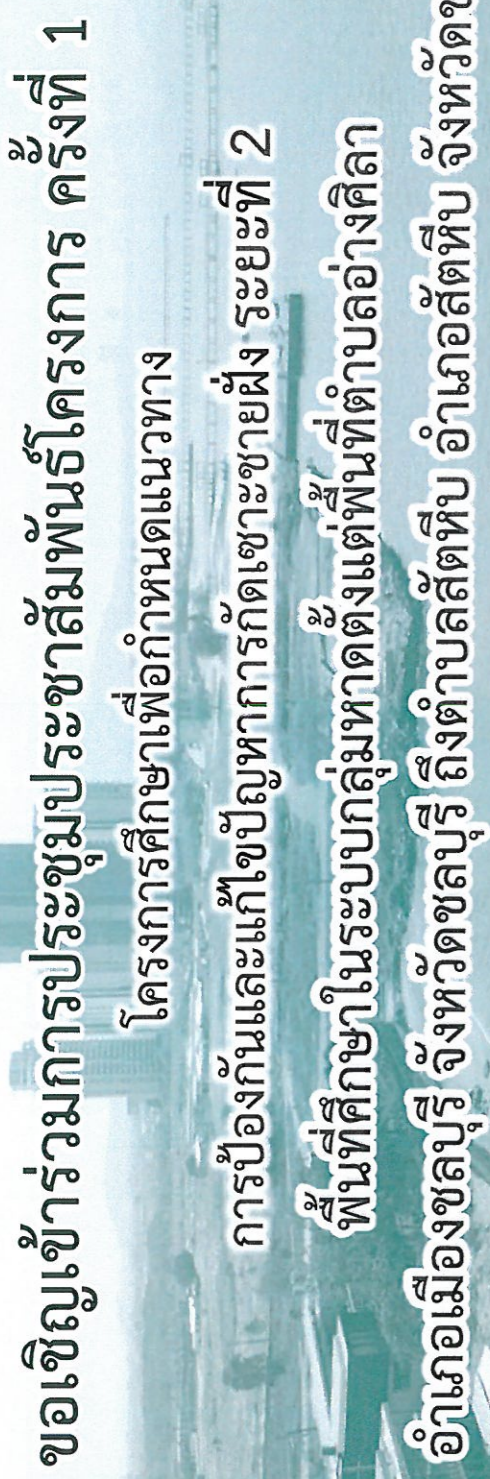 ขอเชิญเข้าร่วมการประชุมประชาสัมพันธ์โครงการ ครั้งที่ 1
โครงการศึกษาเพื่อกำหนดแนวทาง
การป้องกันและแก้ไขปัญหาการกัดเซาะชายฝั่ง ระยะที่ 2
พื้นที่ศึกษาในระบบกลุ่มหาดตั้งแต่พื้นที่ตำบลอ่างศิลา
อำเภอเมืองชลบุรี จังหวัดชลบุรี ถึงตำบลสัตหีบ อำเภอสัตหีบ จังหวัดช